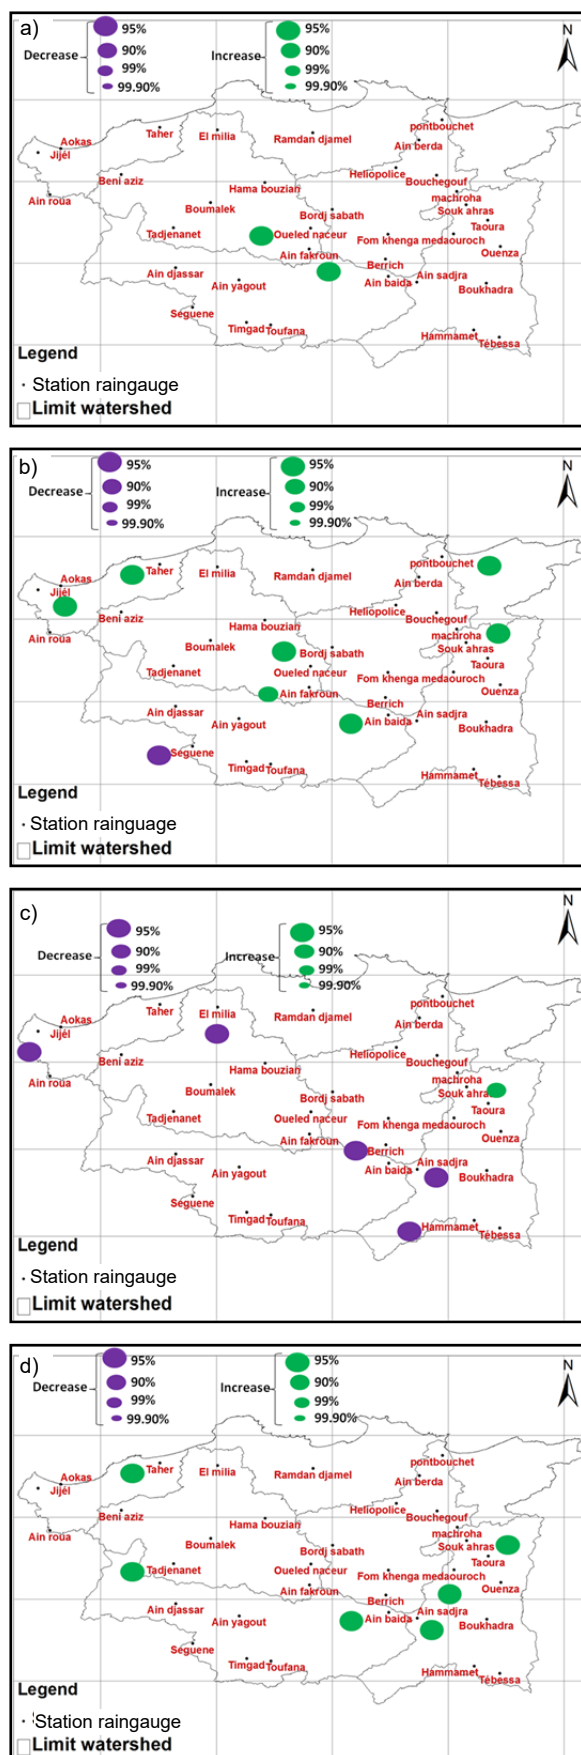 a)
N
Decrease
95%
90%
99%
99.90%
Increase
95%
90%
99%
99.90%
pontbouchet
Taher
El milia
Ramdan djamel
Aokas
Ain berda
Jijél
Heliopolice
Bouchegouf
Beni aziz
Hama bouzian
machroha
Ain roua
Boumalek
Bordj sabath
Souk ahras
Taoura
Tadjenanet
Oueled naceur
Fom khenga medaouroch
Ouenza
Ain fakroun
Berrich
Ain djassar
Ain yagout
Ain baida
Ain sadjra
Boukhadra
Séguene
Timgad
Toufana
Hammamet
Tébessa
Legend
Station raingauge
Limit watershed
b)
N
Decrease
95%
90%
99%
99.90%
Increase
95%
90%
99%
99.90%
pontbouchet
Taher
El milia
Ramdan djamel
Aokas
Ain berda
Jijél
Heliopolice
Bouchegouf
Beni aziz
Hama bouzian
machroha
Ain roua
Boumalek
Bordj sabath
Souk ahras
Taoura
Tadjenanet
Oueled naceur
Fom khenga medaouroch
Ouenza
Ain fakroun
Berrich
Ain djassar
Ain yagout
Ain baida
Ain sadjra
Boukhadra
Séguene
Timgad
Toufana
Hammamet
Tébessa
Legend
Station rainguage
Limit watershed
c)
N
Decrease
95%
90%
99%
99.90%
Increase
95%
90%
99%
99.90%
pontbouchet
Taher
El milia
Ramdan djamel
Aokas
Ain berda
Jijél
Heliopolice
Bouchegouf
Beni aziz
Hama bouzian
machroha
Ain roua
Boumalek
Bordj sabath
Souk ahras
Taoura
Tadjenanet
Oueled naceur
Fom khenga medaouroch
Ouenza
Ain fakroun
Berrich
Ain djassar
Ain yagout
Ain baida
Ain sadjra
Boukhadra
Séguene
Timgad
Toufana
Hammamet
Tébessa
Legend
Station raingauge
Limit watershed
d)
N
Decrease
95%
90%
99%
99.90%
Increase
95%
90%
99%
99.90%
pontbouchet
Taher
El milia
Ramdan djamel
Aokas
Ain berda
Jijél
Heliopolice
Bouchegouf
Beni aziz
Hama bouzian
machroha
Ain roua
Boumalek
Bordj sabath
Souk ahras
Taoura
Tadjenanet
Oueled naceur
Fom khenga medaouroch
Ouenza
Ain fakroun
Berrich
Ain djassar
Ain yagout
Ain baida
Ain sadjra
Boukhadra
Séguene
Timgad
Toufana
Hammamet
Tébessa
Legend
Station raingauge
Limit watershed